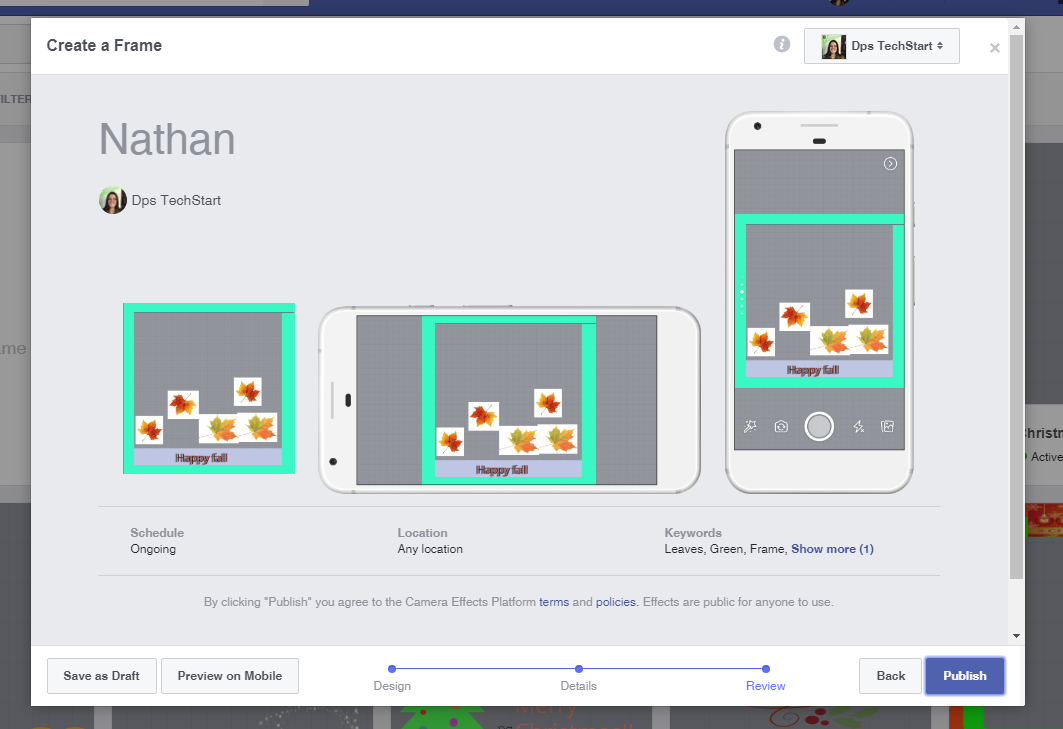 Create a Frame
Dps TechStart
FILTER
Nathan
Dps TechStart
Happy fall
Happy fall
Happy fall
Schedule
Ongoing
Location
Any location
Keywords
Leaves, Green, Frame, Show more (1)
By clicking "Publish" you agree to the Camera Effects Platform terms and policies. Effects are public for anyone to use.
Save as Draft
Preview on Mobile
Design
Details
Review
Back
Publish
ame
Christm
Active
Merry
Christmas!!